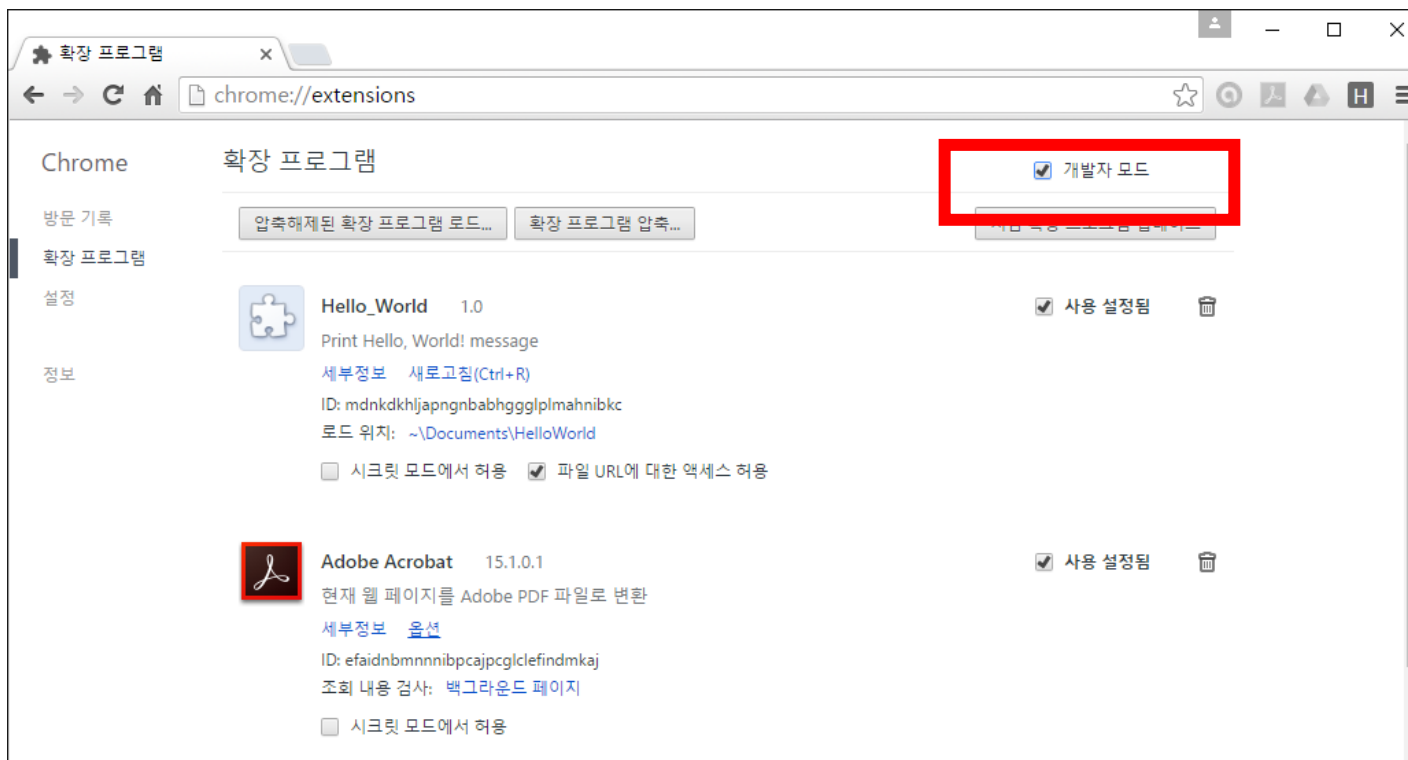 확장 프로그램
chrome://extensions
H
Chrome
확장 프로그램
개발자 모드
방문 기록
압축해제된 확장 프로그램 로드...
확장 프로그램 압축...
확장 프로그램
설정
정보
Hello_World 1.0
사용 설정됨
Print Hello, World! message
세부정보 새로고침(Ctrl+R)
ID: mdnkdkhljapngnbabhggglplmahnibkc
로드 위치: ~\Documents\HelloWorld
시크릿 모드에서 허용 파일 URL에 대한 액세스 허용
Adobe Acrobat 15.1.0.1
사용 설정됨
현재 웹 페이지를 Adobe PDF 파일로 변환
세부정보 옵션
ID: efaidnbmnnnibpcajpcglclefindmkaj
조회 내용 검사: 백그라운드 페이지
시크릿 모드에서 허용